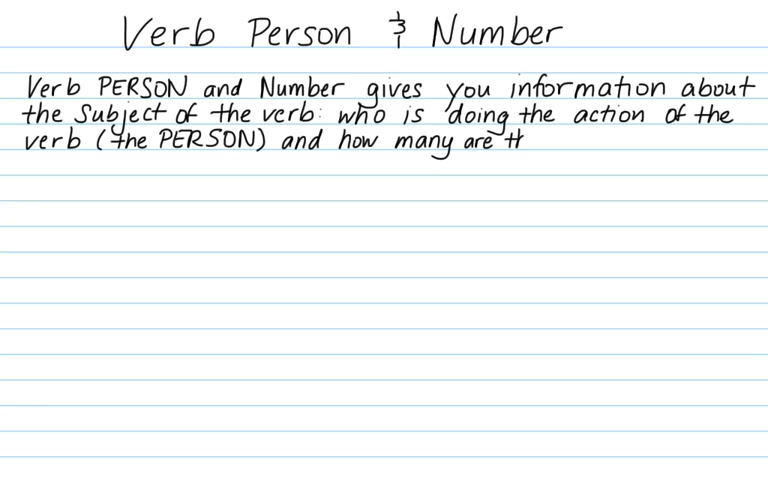 Verb Person & Number
Verb PERSON and Number gives you information about
the Subject of the verb: who is doing the action of the
verb (the PERSON) and how many are th